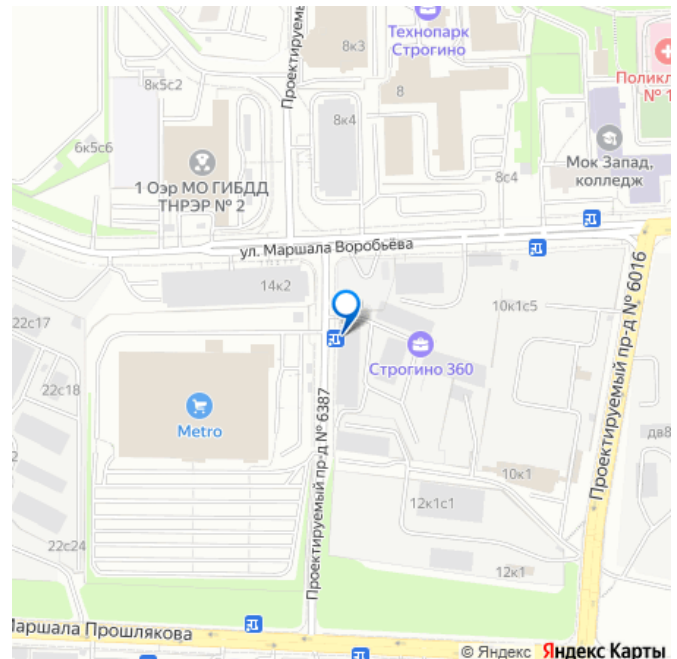 Технопарк
Строгино
Проектируемый
8к3
8к5с2
8
8к4
Поликл
№ 1
6к5с6
1 Оэр МО ГИБДД
ТНРЭР № 2
Мок Запад,
колледж
8с4
ул. Маршала Воробьёва
14к2
10к1с5
22с17
Строгино 360
22с18
Metro
Проектируемый пр-д № 6387
Проектируемый пр-д № 6016
дв8
2
10к1
12к1с1
22с24
12к1
Маршала Прошлякова
© Яндекс Яндекс Карты